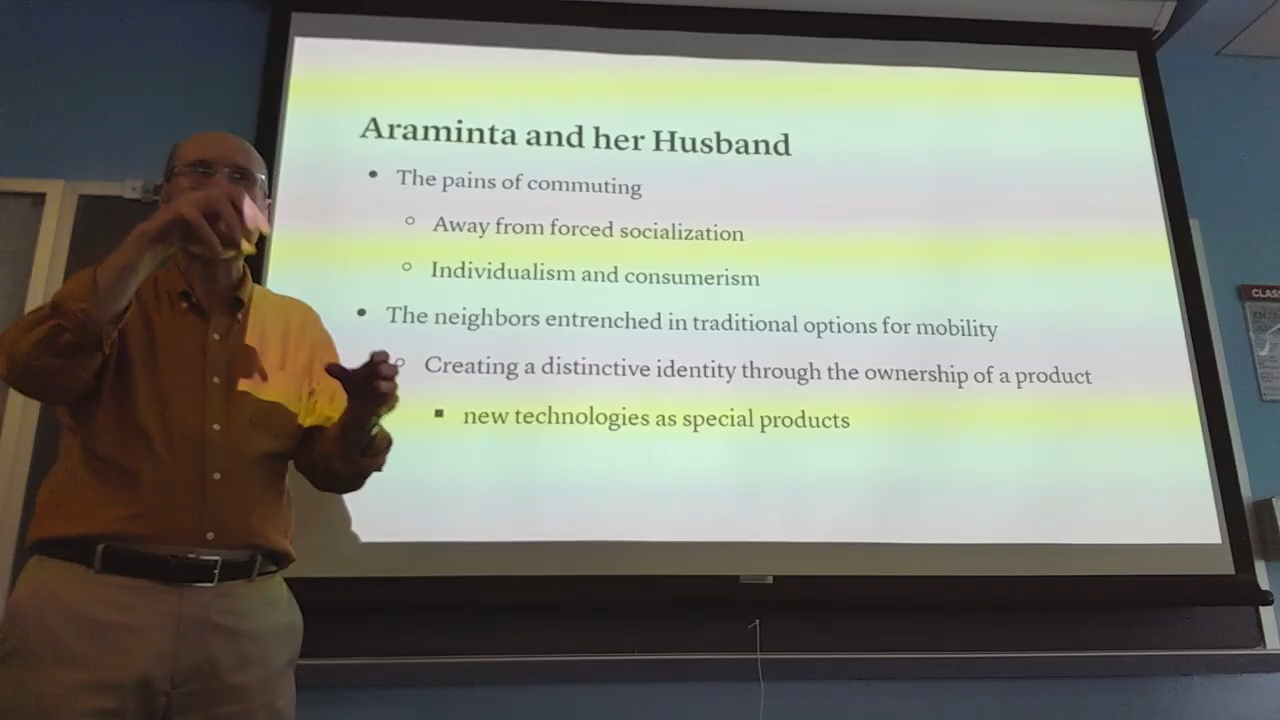 Araminta and her Husband
• The pains of commuting
○ Away from forced socialization
○ Individualism and consumerism
• The neighbors entrenched in traditional options for mobility
○ Creating a distinctive identity through the ownership of a product
▪ new technologies as special products
CLAS